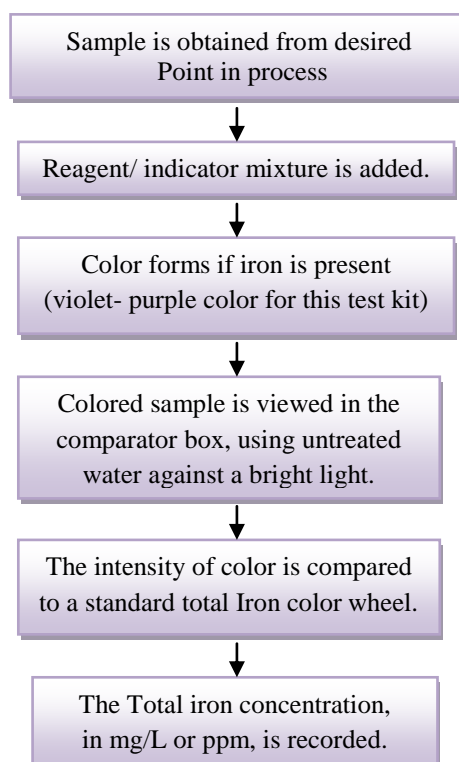 Sample is obtained from desired
Point in process
Reagent/ indicator mixture is added.
Color forms if iron is present
(violet- purple color for this test kit)
Colored sample is viewed in the
comparator box, using untreated
water against a bright light.
The intensity of color is compared
to a standard total Iron color wheel.
The Total iron concentration,
in mg/L or ppm, is recorded.